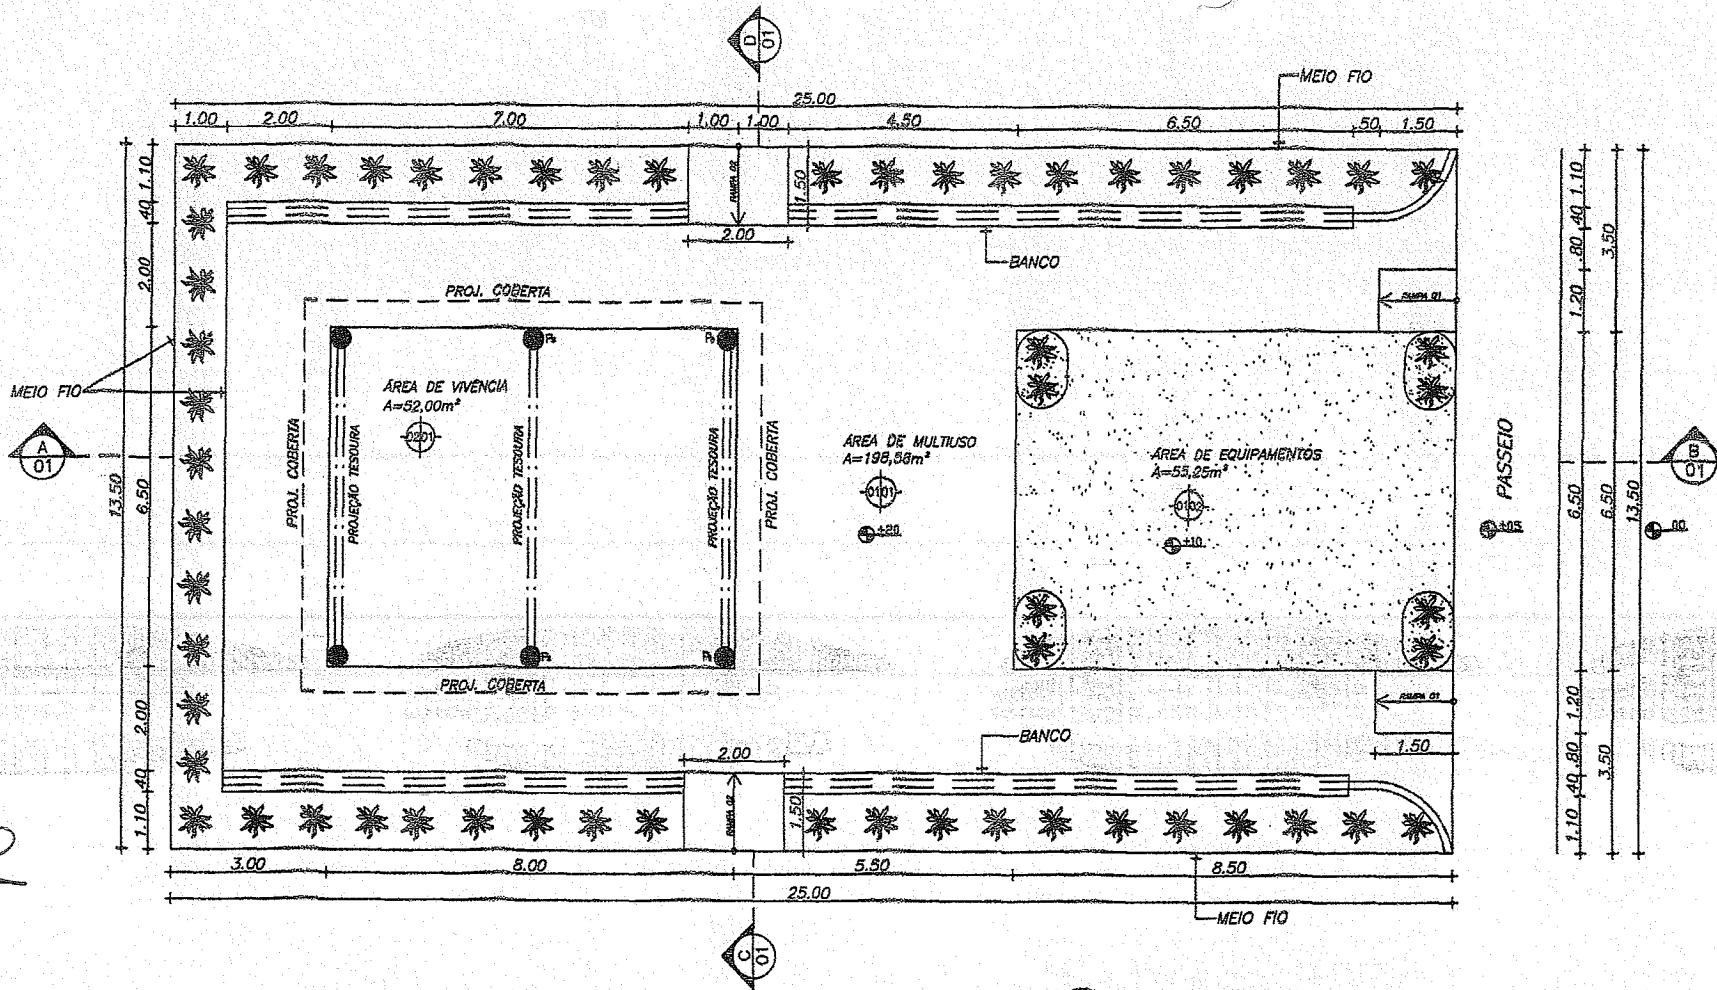 D
01
MEIO FIO
25.00
1.00 2.00 7.00 1.00 1.00 4.50 6.50 .50 1.50
1.10
.40
2.00
6.50
2.00
.40
1.10
13.50
RAMPA 02
1.50
2.00
BANCO
PROJ. COBERTA
RAMPA 01
MEIO FIO
ÁREA DE VIVÊNCIA
A=52,00m²
0201
PROJ. COBERTA
PROJEÇÃO TESOURA
PROJEÇÃO TESOURA
PROJEÇÃO TESOURA
PROJ. COBERTA
A
01
ÁREA DE MULTIUSO
A=198,58m²
0101
+20
ÁREA DE EQUIPAMENTOS
A=55,25m²
0102
+10
PASSEIO
+05
00
B
01
1.10
.40
.80
1.20
6.50
1.20
.80
.40
1.10
3.50
6.50
3.50
13.50
PROJ. COBERTA
RAMPA 01
1.50
BANCO
2.00
RAMPA 02
1.50
3.00 8.00 5.50 8.50
25.00
MEIO FIO
C
01